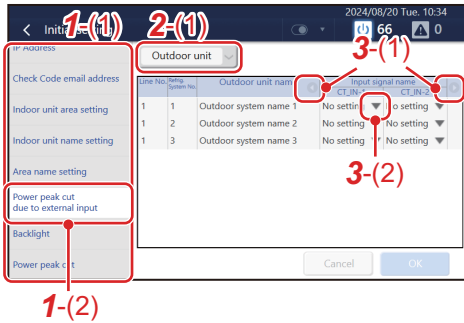 2024/08/20 Tue. 10:34
1-(1)
2-(1)
66
0
3-(1)
IP Address
Check Code email address
Indoor unit area setting
Indoor unit name setting
Area name setting
Power peak cut
due to external input
Backlight
Power peak cut
1-(2)
Outdoor unit
Line No.
Refrig.
System No.
Outdoor unit name
Input signal name
CT_IN-1
CT_IN-2
1 1 Outdoor system name 1 No setting No setting
1 2 Outdoor system name 2 No setting No setting
1 3 Outdoor system name 3 No setting No setting
3-(2)
Cancel
OK